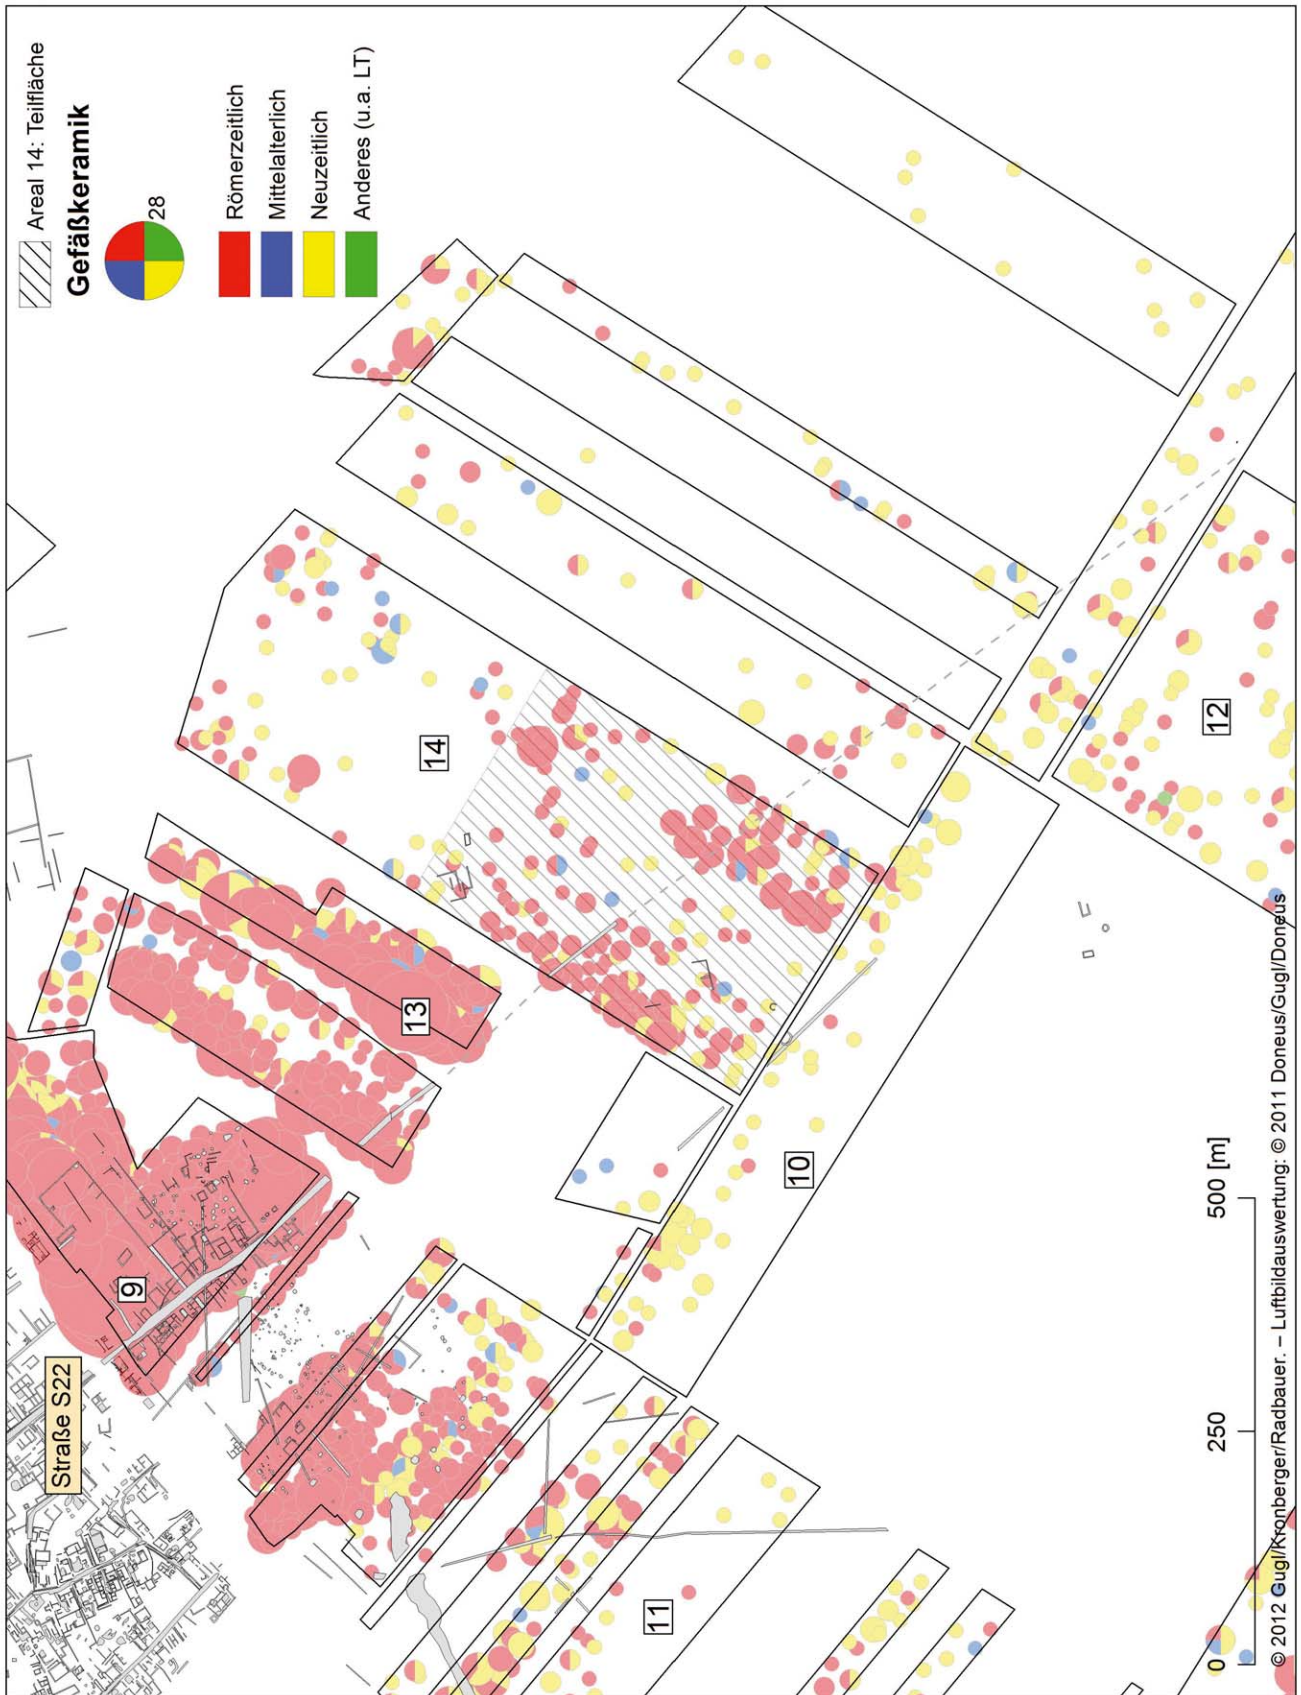 Areal 14: Teilfläche
Gefäßkeramik
28
Römerzeitlich
Mittelalterlich
Neuzeitlich
Anderes (u.a. LT)
Straße S22
9
13
14
10
11
12
0
250
500 [m]
© 2012 Gugl/Kronberger/Radbauer. – Luftbildauswertung: © 2011 Doneus/Gugl/Doneus